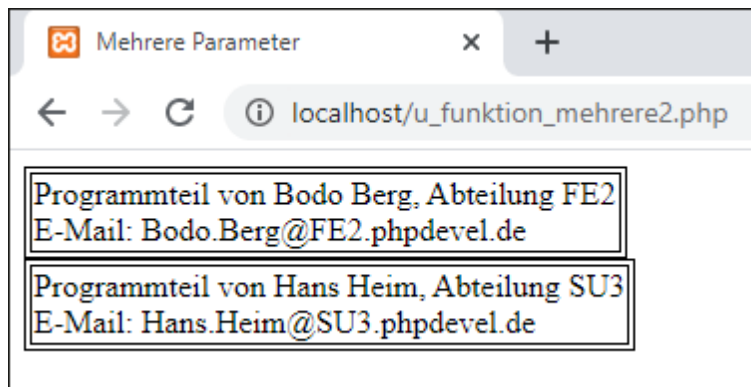 Mehrere Parameter
localhost/u_funktion_mehrere2.php
Programmteil von Bodo Berg, Abteilung FE2
E-Mail: Bodo.Berg@FE2.phpdevel.de
Programmteil von Hans Heim, Abteilung SU3
E-Mail: Hans.Heim@SU3.phpdevel.de